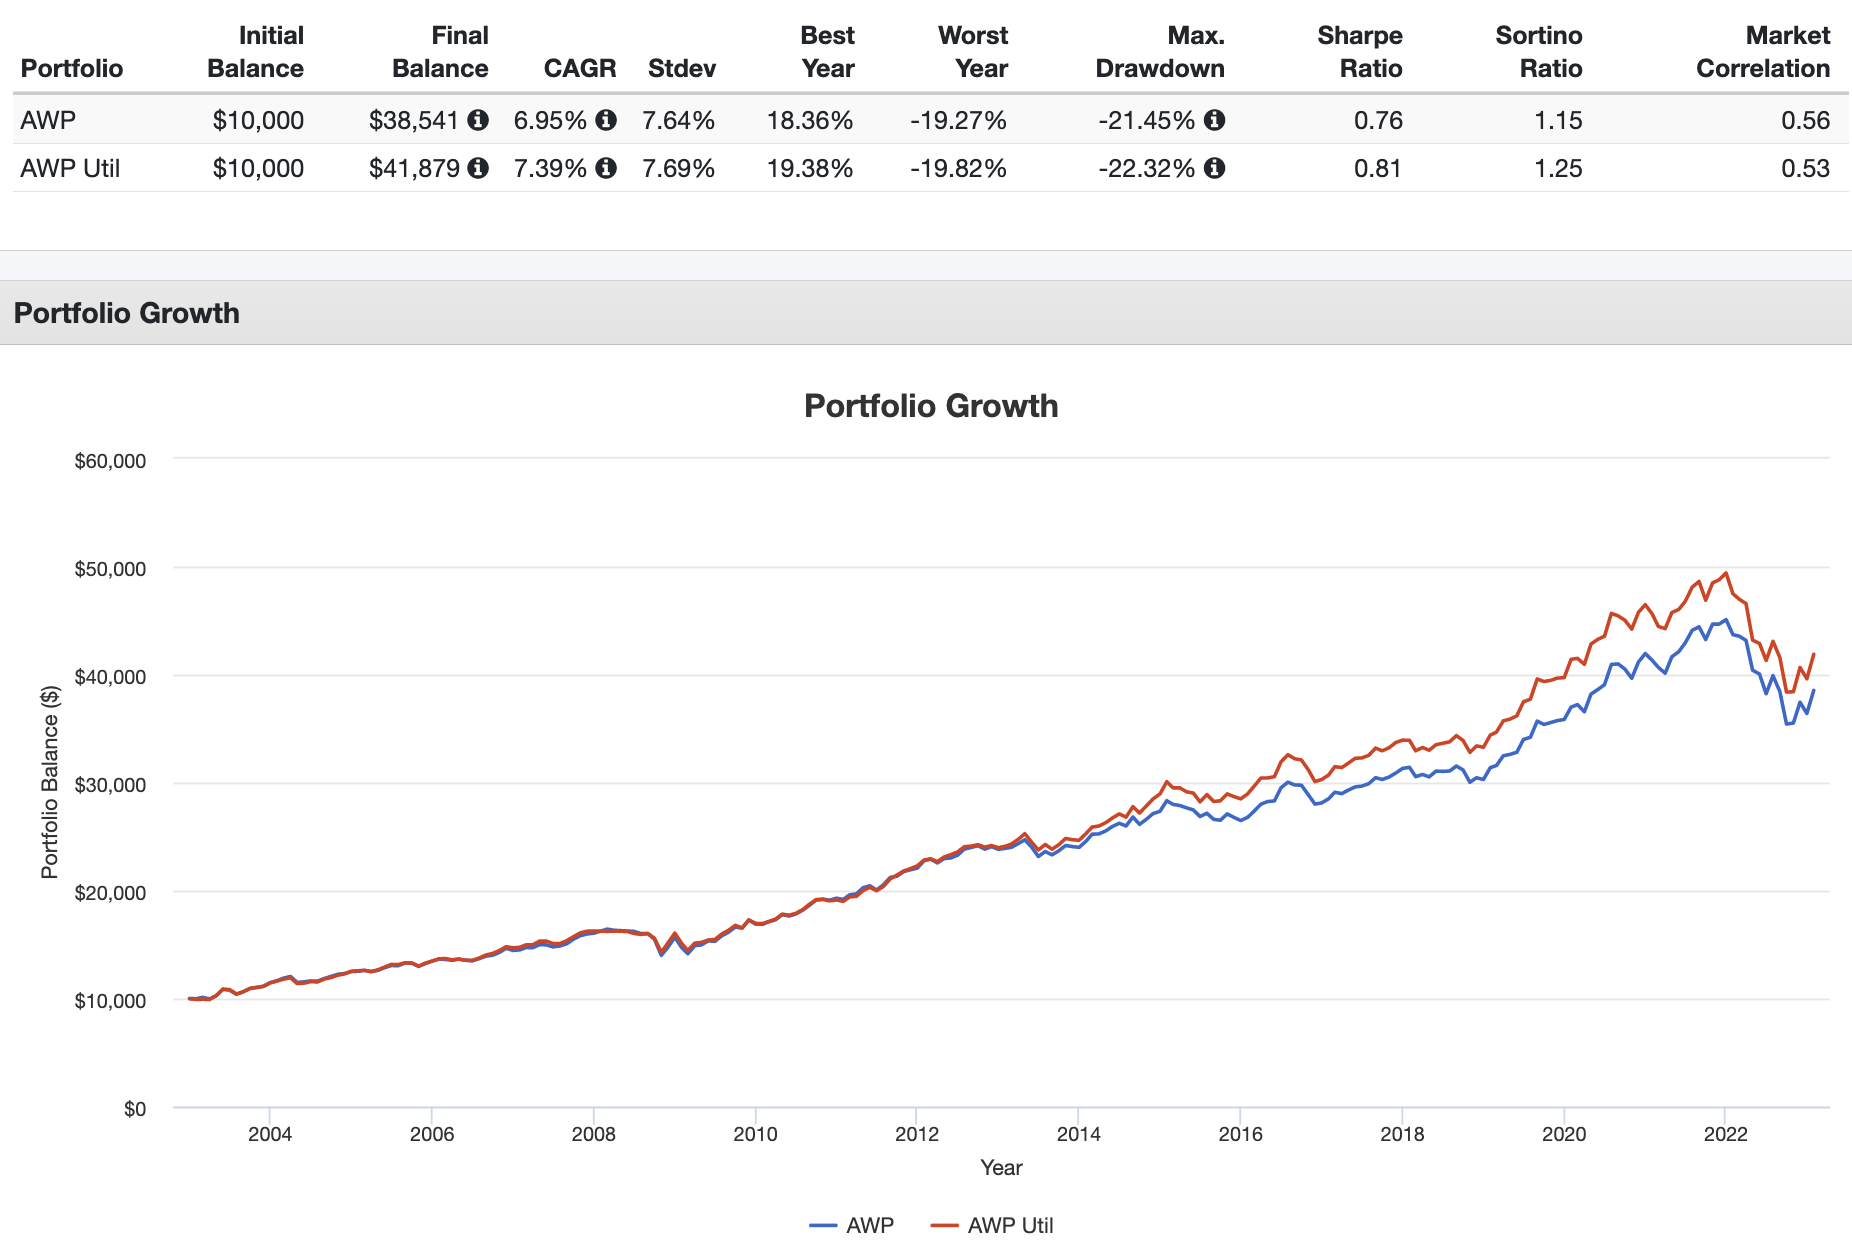 Portfolio Initial Balance Final Balance CAGR Stdev Best Year Worst Year Max. Drawdown Sharpe Ratio Sortino Ratio Market Correlation
AWP $10,000 $38,541 6.95% 7.64% 18.36% -19.27% -21.45% 0.76 1.15 0.56
AWP Util $10,000 $41,879 7.39% 7.69% 19.38% -19.82% -22.32% 0.81 1.25 0.53
Portfolio Growth
Portfolio Growth
Portfolio Balance ($)
$60,000
$50,000
$40,000
$30,000
$20,000
$10,000
$0
2004 2006 2008 2010 2012 2014 2016 2018 2020 2022
Year
AWP AWP Util